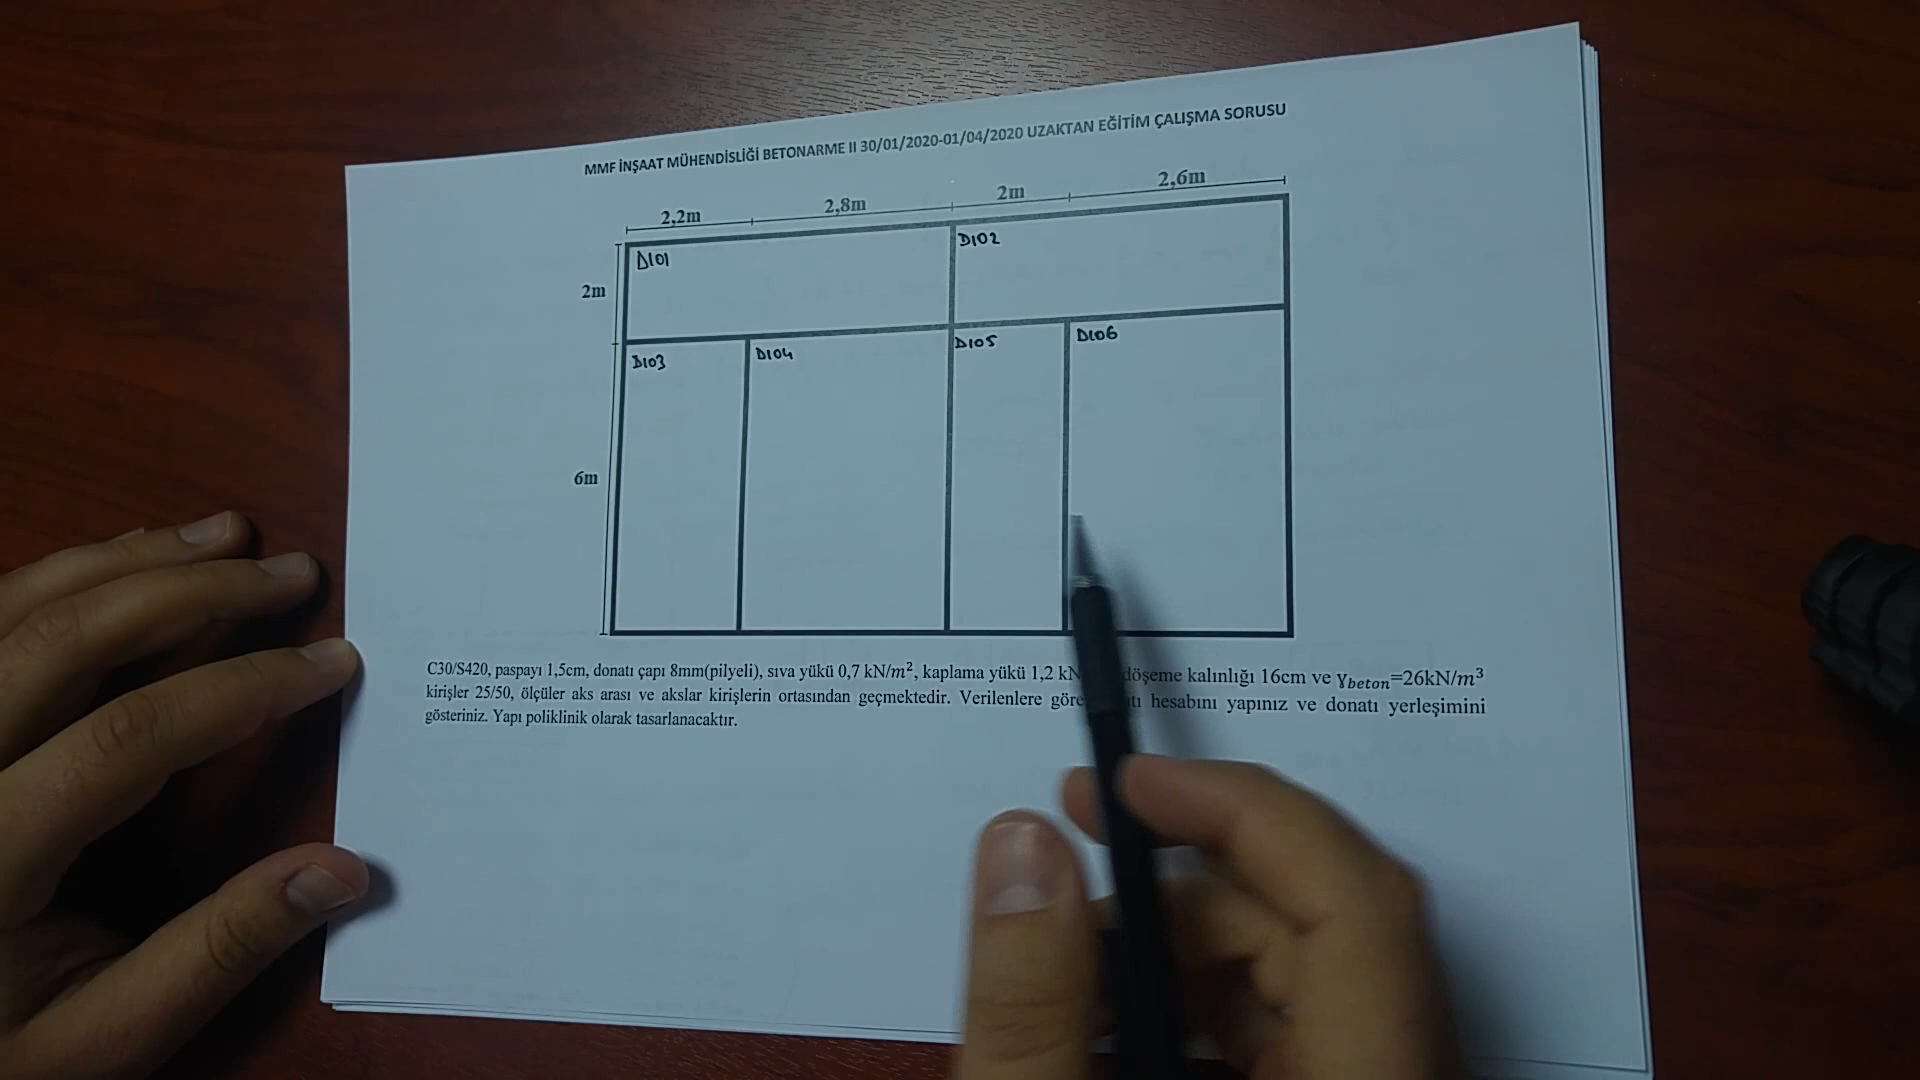 MMF İNŞAAT MÜHENDİSLİĞİ BETONARME II 30/01/2020-01/04/2020 UZAKTAN EĞİTİM ÇALIŞMA SORUSU
2,2m 2,8m 2m 2,6m
D101 D102
2m
D103 D104 D105 D106
6m
C30/S420, paspayı 1,5cm, donatı çapı 8mm(pilyeli), sıva yükü 0,7 kN/m², kaplama yükü 1,2 döşeme kalınlığı 16cm ve γbeton=26kN/m³
kirişler 25/50, ölçüler aks arası ve akslar kirişlerin ortasından geçmektedir. Verilenlere göre hesabını yapınız ve donatı yerleşimini
gösteriniz. Yapı poliklinik olarak tasarlanacaktır.